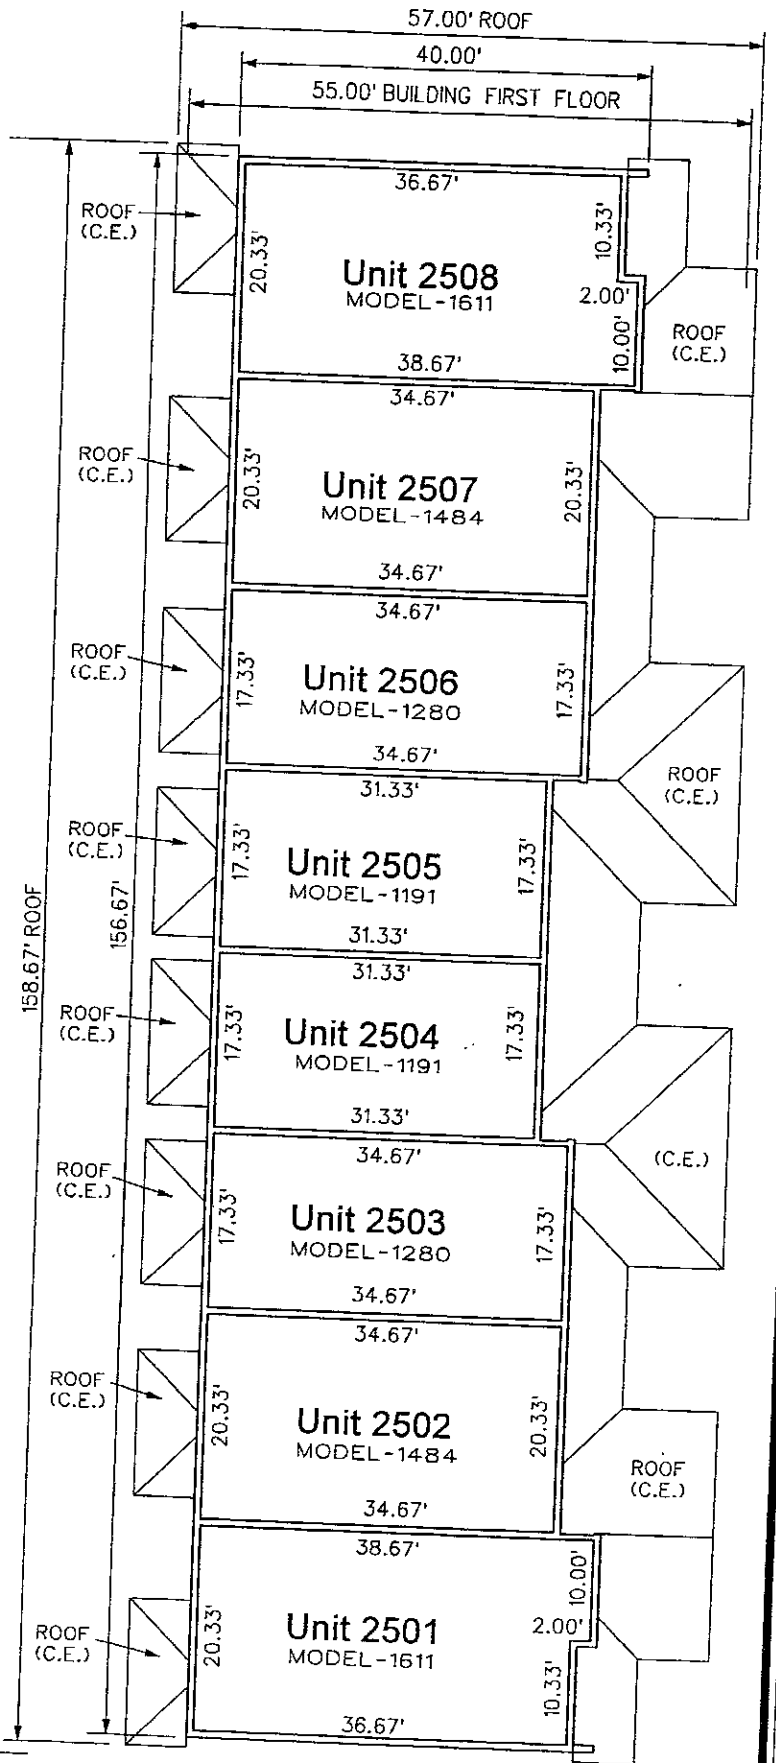 57.00' ROOF
40.00'
55.00' BUILDING FIRST FLOOR
36.67'
ROOF
(C.E.)
20.33'
10.33'
Unit 2508
MODEL-1611
2.00'
10.00'
ROOF
(C.E.)
38.67'
34.67'
ROOF
(C.E.)
20.33'
Unit 2507
MODEL-1484
20.33'
34.67'
34.67'
ROOF
(C.E.)
17.33'
Unit 2506
MODEL-1280
17.33'
34.67'
ROOF
(C.E.)
31.33'
ROOF
(C.E.)
17.33'
Unit 2505
MODEL-1191
17.33'
158.67' ROOF
156.67'
31.33'
31.33'
ROOF
(C.E.)
17.33'
Unit 2504
MODEL-1191
17.33'
31.33'
34.67'
(C.E.)
ROOF
(C.E.)
17.33'
Unit 2503
MODEL-1280
17.33'
34.67'
34.67'
ROOF
(C.E.)
20.33'
Unit 2502
MODEL-1484
20.33'
ROOF
(C.E.)
34.67'
38.67'
10.00'
ROOF
(C.E.)
20.33'
Unit 2501
MODEL-1611
2.00'
10.33'
36.67'